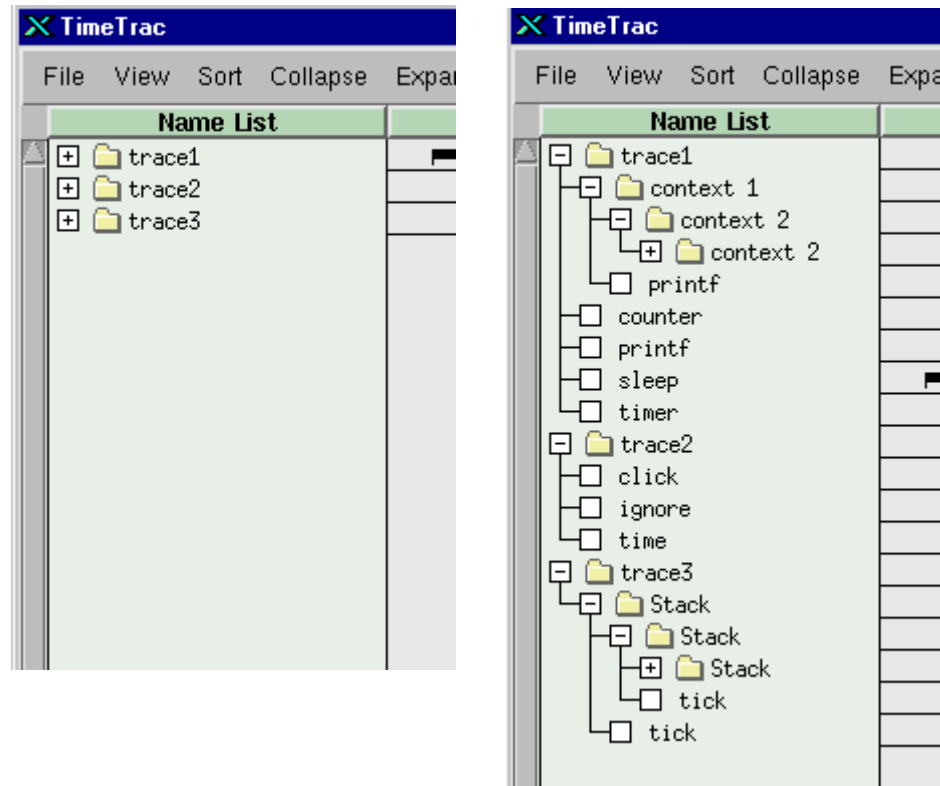 TimeTrac
File View Sort Collapse
Name List
trace1
trace2
trace3
TimeTrac
File View Sort Collapse
Name List
trace1
context 1
context 2
context 2
printf
counter
printf
sleep
timer
trace2
click
ignore
time
trace3
Stack
Stack
Stack
tick
tick